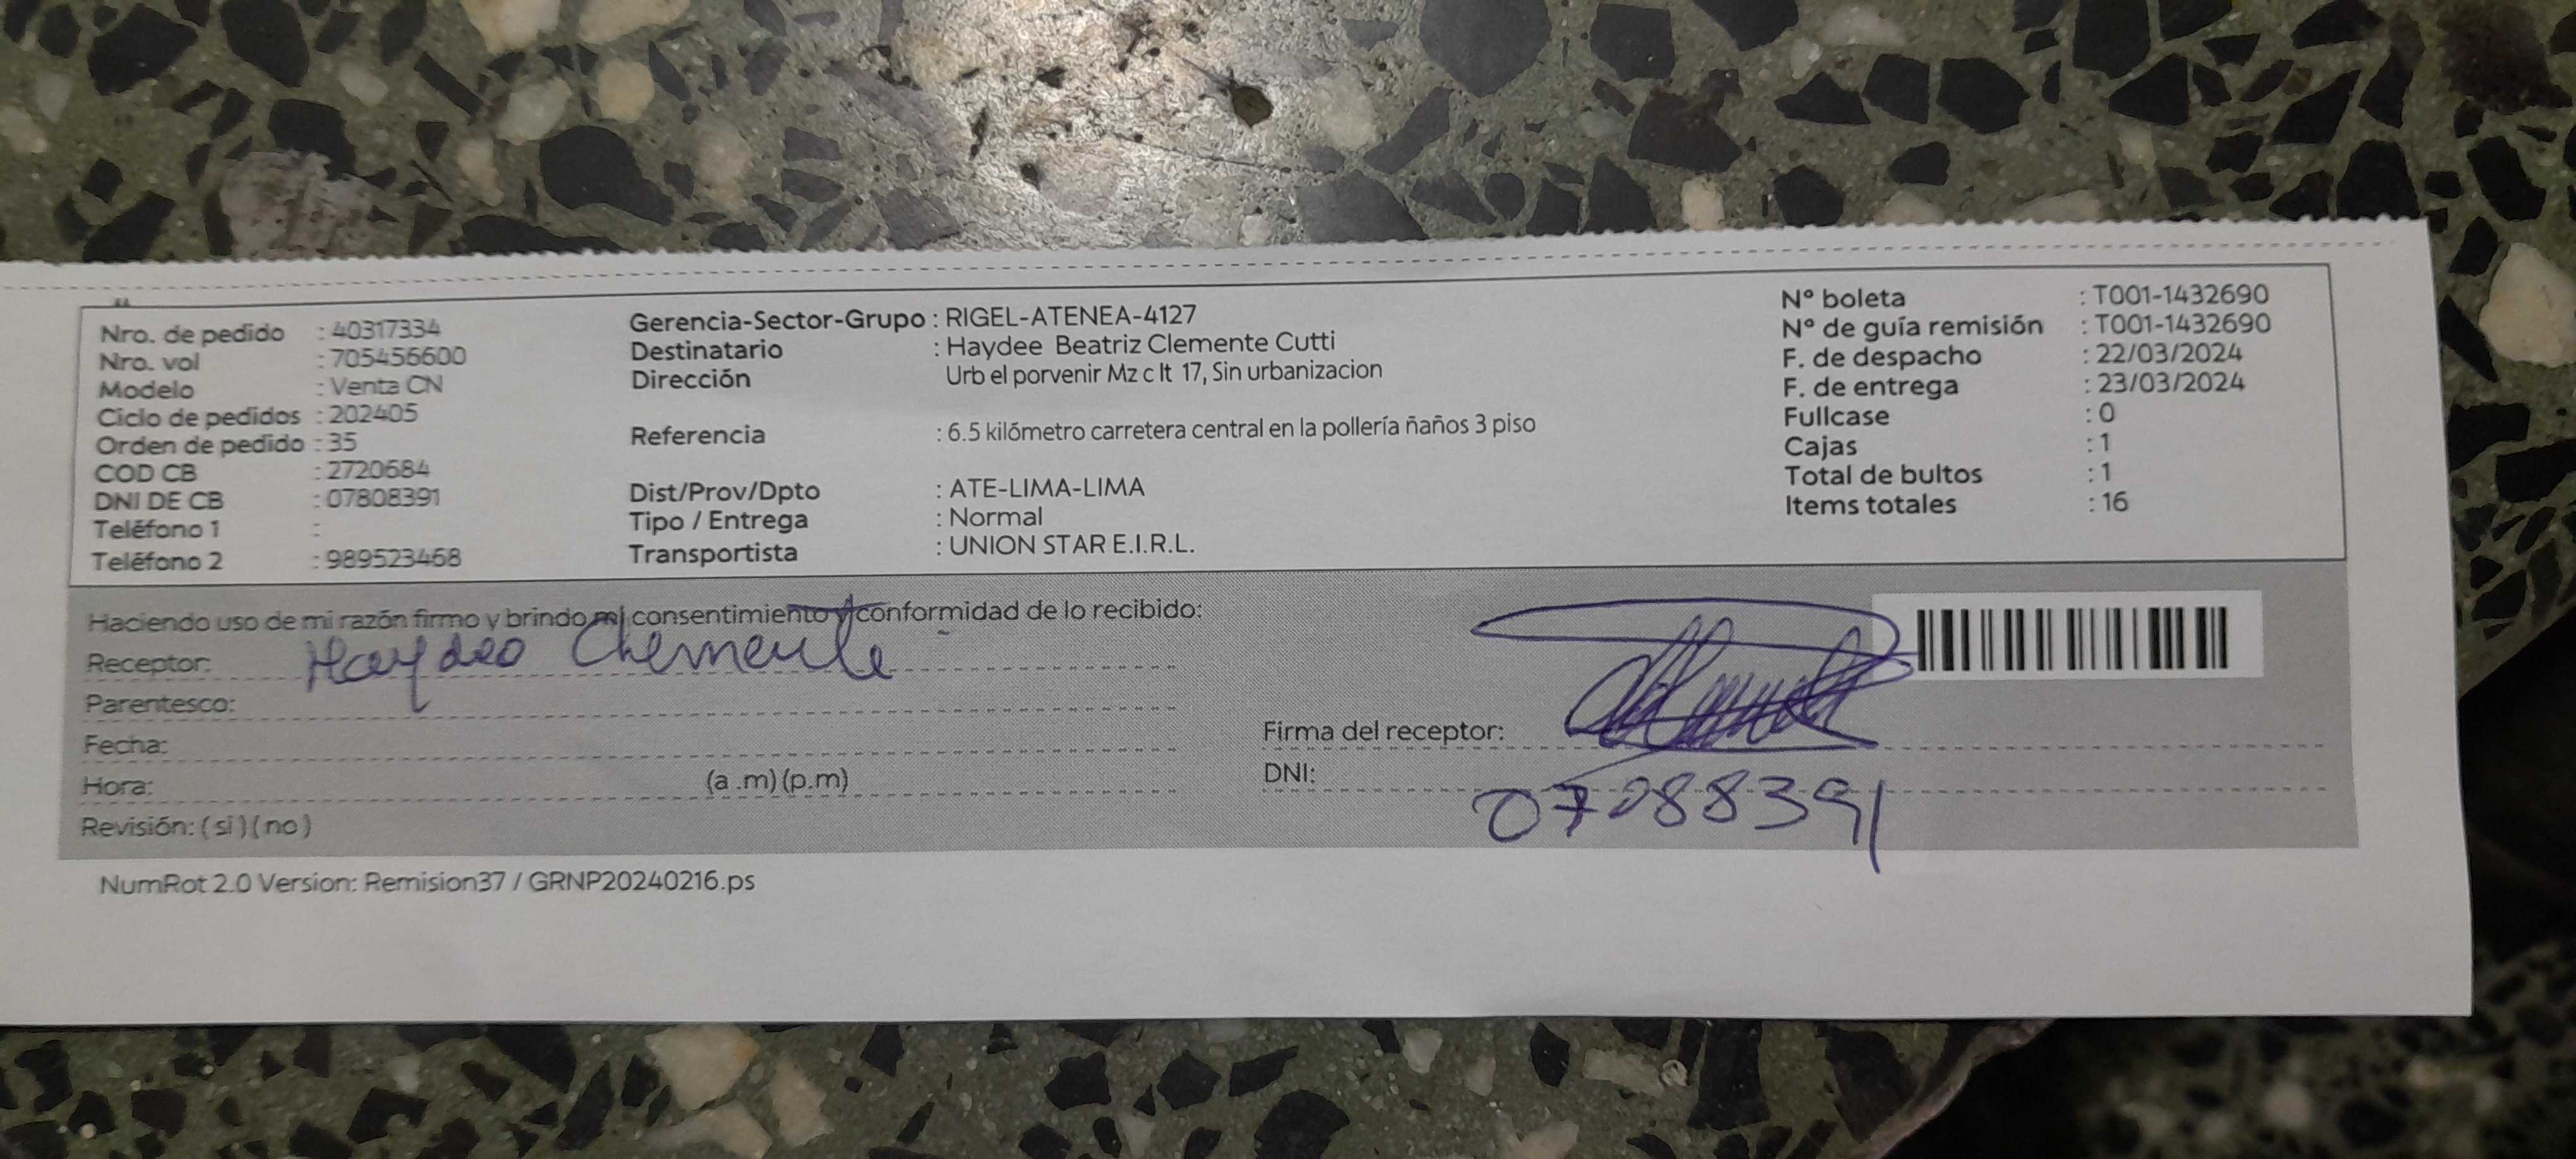 Nro. de pedido : 40317334
Nro. vol : 705456600
Modelo : Venta CN
Ciclo de pedidos : 202405
Orden de pedido : 35
COD CB : 2720684
DNI DE CB : 07808391
Teléfono 1 :
Teléfono 2 : 989523468
Gerencia-Sector-Grupo : RIGEL-ATENEA-4127
Destinatario : Haydee Beatriz Clemente Cutti
Dirección Urb el porvenir Mz c lt 17, Sin urbanizacion
Referencia : 6.5 kilómetro carretera central en la pollería ñaños 3 piso
Dist/Prov/Dpto : ATE-LIMA-LIMA
Tipo / Entrega : Normal
Transportista : UNION STAR E.I.R.L.
N° boleta : T001-1432690
N° de guía remisión : T001-1432690
F. de despacho : 22/03/2024
F. de entrega : 23/03/2024
Fullcase : 0
Cajas : 1
Total de bultos : 1
Items totales : 16
Haciendo uso de mi razón firmo y brindo mi consentimiento y conformidad de lo recibido:
Receptor: Haydeo Clemente
Parentesco:
Fecha:
Hora: (a .m) (p.m)
Revisión: ( si ) ( no )
Firma del receptor:
DNI:
07088391
NumRot 2.0 Version: Remision37 / GRNP20240216.ps